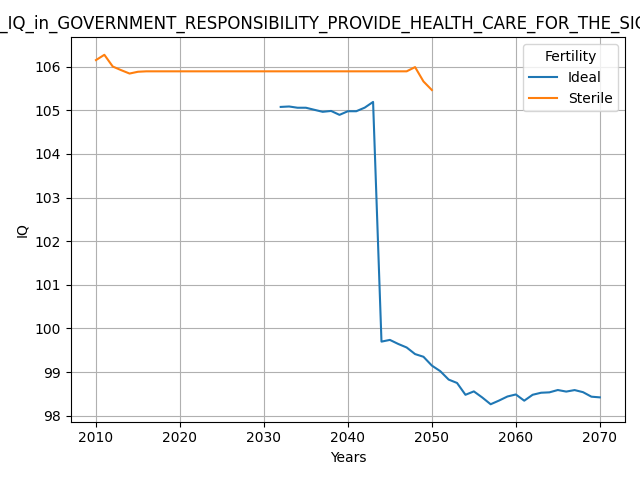 _IQ_in_GOVERNMENT_RESPONSIBILITY_PROVIDE_HEALTH_CARE_FOR_THE_SIC
Fertility
Ideal
Sterile
106
105
104
103
102
101
100
99
98
IQ
2010 2020 2030 2040 2050 2060 2070
Years